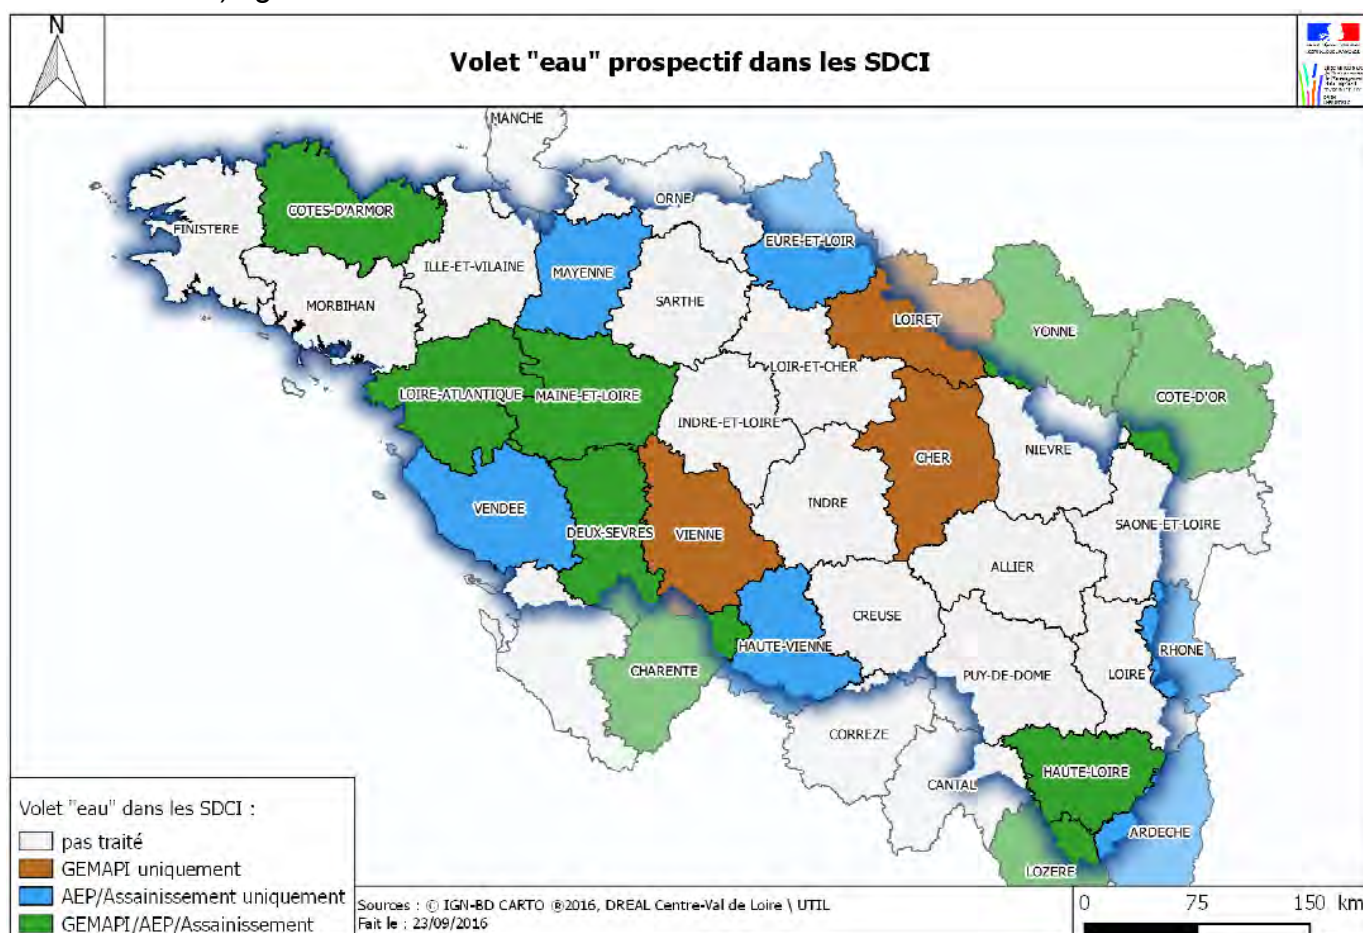 N
Volet "eau" prospectif dans les SDCI
MANCHE
ORNE
COTES-D'ARMOR
FINISTERE
EURE-ET-LOIR
ILLE-ET-VILAINE
MAYENNE
SARTHE
MORBIHAN
LOIRET
YONNE
LOIR-ET-CHER
LOIRE-ATLANTIQUE
MAINE-ET-LOIRE
COTE-D'OR
INDRE-ET-LOIRE
CHER
NIEVRE
VENDEE
INDRE
DEUX-SEVRES
VIENNE
SAONE-ET-LOIRE
ALLIER
CREUSE
HAUTE-VIENNE
RHONE
CHARENTE
PUY-DE-DOME
LOIRE
CORREZE
HAUTE-LOIRE
CANTAL
ARDECHE
LOZERE
Volet "eau" dans les SDCI :
pas traité
GEMAPI uniquement
AEP/Assainissement uniquement
GEMAPI/AEP/Assainissement
Sources : © IGN-BD CARTO ®2016, DREAL Centre-Val de Loire \ UTIL
Fait le : 23/09/2016
0 75 150 km